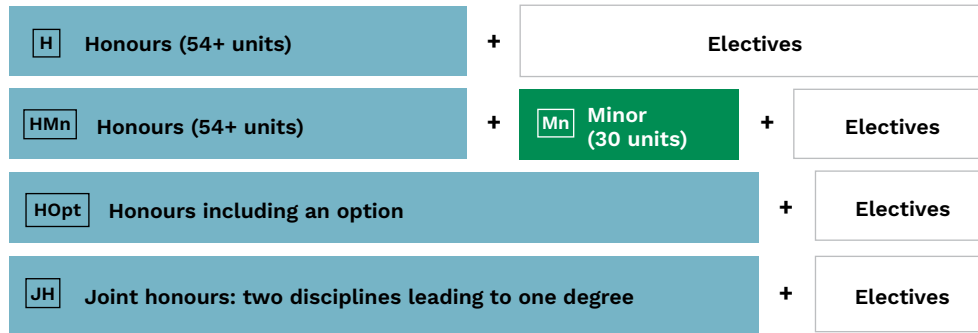 H Honours (54+ units) + Electives
HMn Honours (54+ units) + Mn Minor
(30 units) + Electives
HOpt Honours including an option + Electives
JH Joint honours: two disciplines leading to one degree + Electives